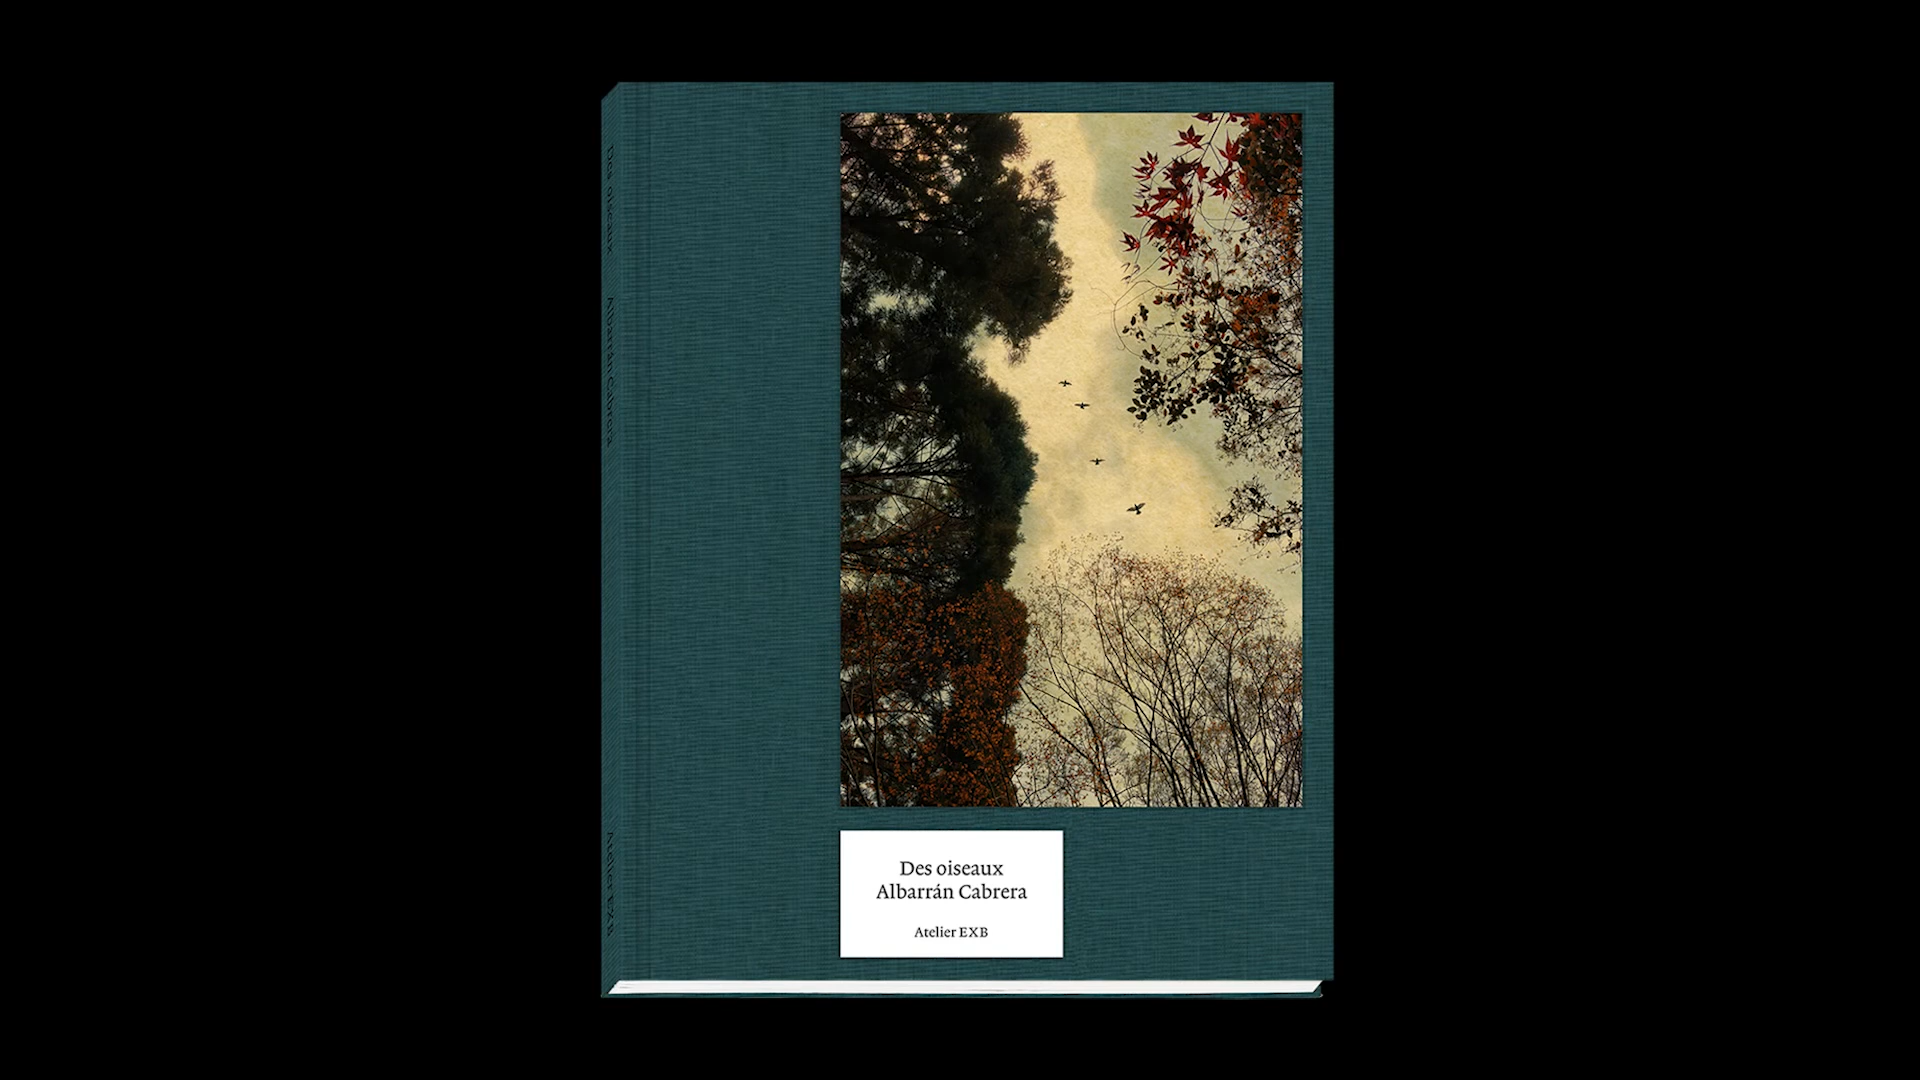 Des oiseaux
Albarrán Cabrera
Atelier EXB
Des oiseaux
Albarrán Cabrera
Atelier EXB